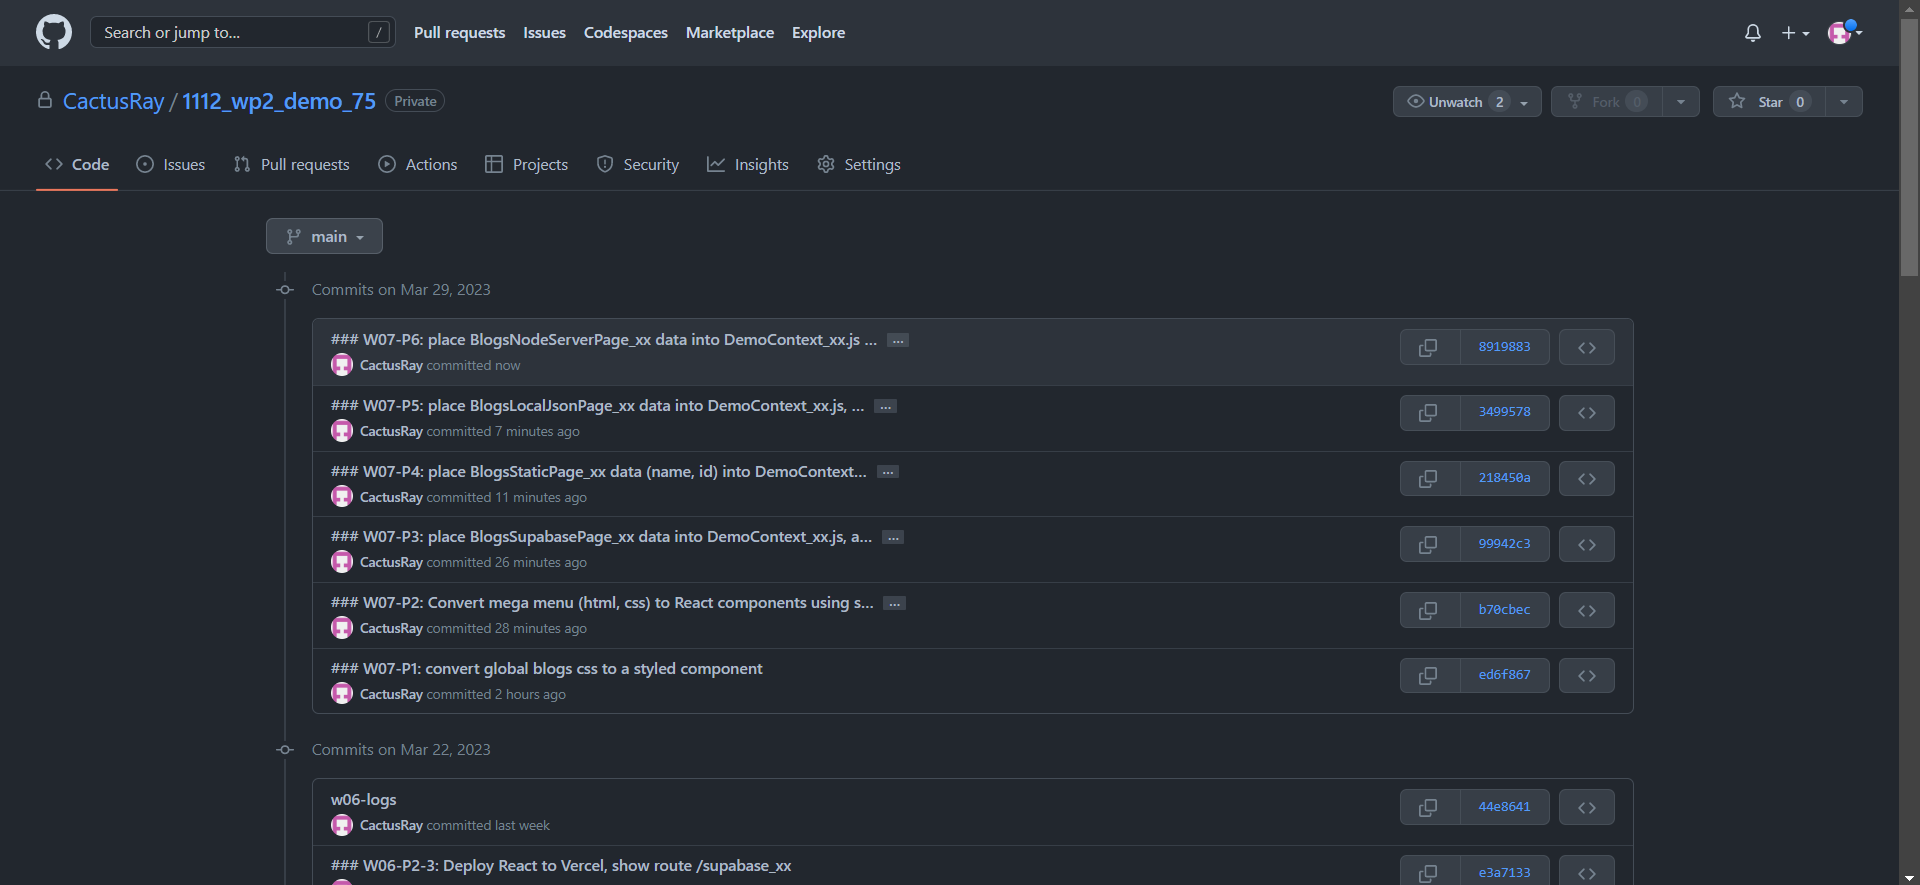 Search or jump to... /
Pull requests Issues Codespaces Marketplace Explore
CactusRay / 1112_wp2_demo_75 Private
Unwatch 2 Fork 0 Star 0
Code Issues Pull requests Actions Projects Security Insights Settings
main
Commits on Mar 29, 2023
### W07-P6: place BlogsNodeServerPage_xx data into DemoContext_xx.js ... ...
CactusRay committed now
8919883
### W07-P5: place BlogsLocalJsonPage_xx data into DemoContext_xx.js, ... ...
CactusRay committed 7 minutes ago
3499578
### W07-P4: place BlogsStaticPage_xx data (name, id) into DemoContext... ...
CactusRay committed 11 minutes ago
218450a
### W07-P3: place BlogsSupabasePage_xx data into DemoContext_xx.js, a... ...
CactusRay committed 26 minutes ago
99942c3
### W07-P2: Convert mega menu (html, css) to React components using s... ...
CactusRay committed 28 minutes ago
b70cbec
### W07-P1: convert global blogs css to a styled component
CactusRay committed 2 hours ago
ed6f867
Commits on Mar 22, 2023
w06-logs
CactusRay committed last week
44e8641
### W06-P2-3: Deploy React to Vercel, show route /supabase_xx
e3a7133